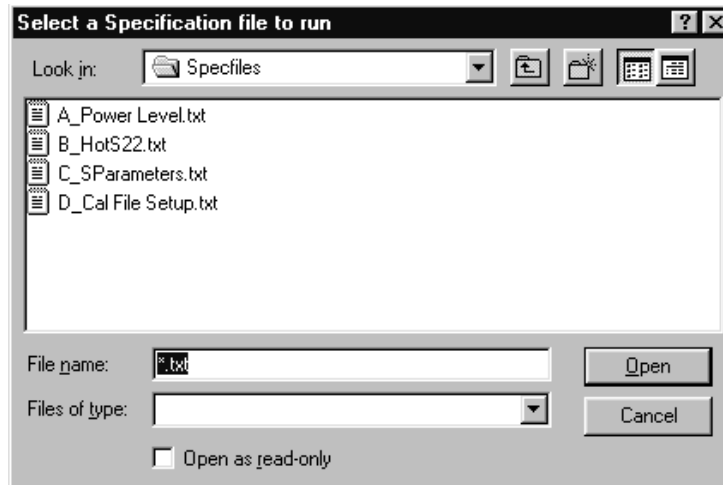 Select a Specification file to run
Look in: Specfiles
A_Power Level.txt
B_HotS22.txt
C_SParameters.txt
D_Cal File Setup.txt
File name: *.txt Open
Files of type: Cancel
Open as read-only